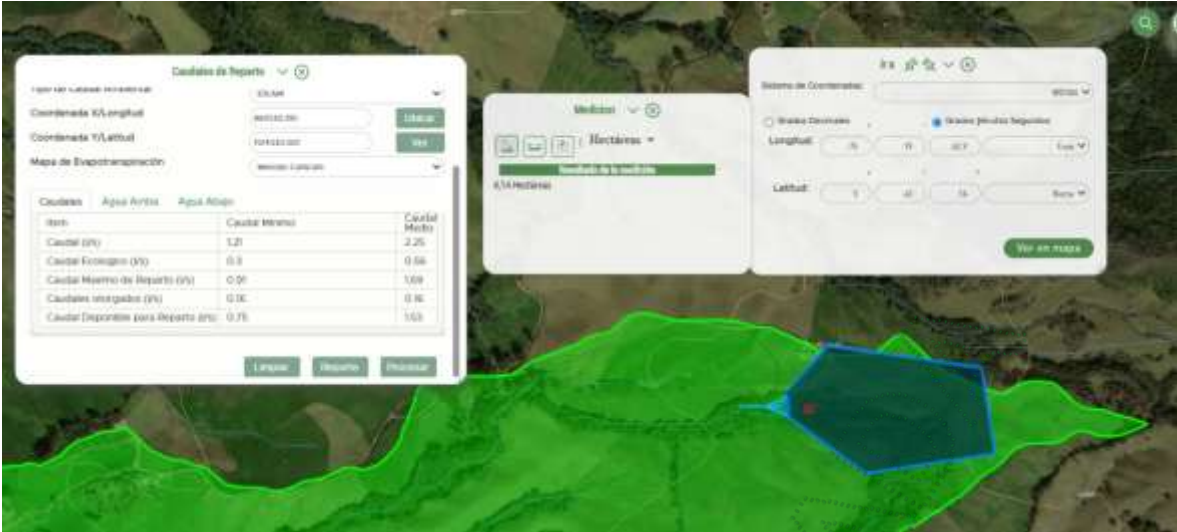 Caudales de Reparto
Coordenada X/Longitud
Ubicar
Coordenada Y/Latitud
Ver
Mapa de Evapotranspiración
Caudales Agua Arriba Agua Abajo
Item Caudal Mínimo Caudal Medio
Caudal (l/s) 1.21 2.25
Caudal Ecológico (l/s) 0.3 0.56
Caudal Máximo de Reparto (l/s) 0.91 1.69
Caudales otorgados (l/s) 0.16 0.16
Caudal Disponible para Reparto (l/s) 0.75 1.53
Limpiar Reporte Procesar
Medición
Hectáreas
Resultado de la medición
Hectáreas
Ir a
Sistema de Coordenadas:
Grados Decimales Grados Minutos Segundos
Longitud:
Latitud:
Ver en mapa